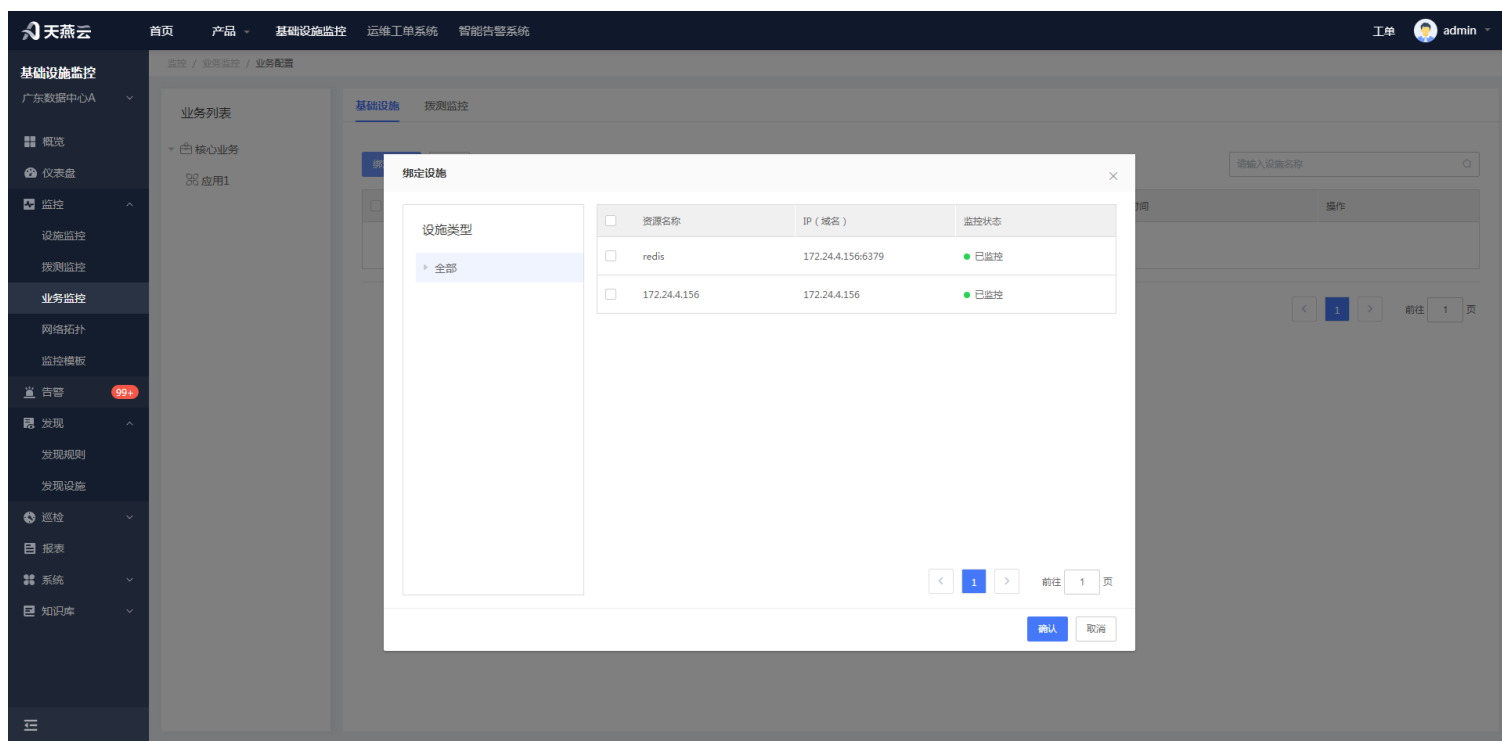 天燕云
首页 产品 基础设施监控 运维工单系统 智能告警系统 工单 admin
基础设施监控
广东数据中心A
概览
仪表盘
监控
设施监控
拨测监控
业务监控
网络拓扑
监控模板
告警 99+
发现
发现规则
发现设施
巡检
报表
系统
知识库
监控 / 业务监控 / 业务配置
业务列表
核心业务
应用1
基础设施 拨测监控
请输入设施名称
操作
1 前往 1 页
绑定设施
设施类型
全部
资源名称 IP（域名） 监控状态
redis 172.24.4.156:6379 已监控
172.24.4.156 172.24.4.156 已监控
1 前往 1 页
确认 取消